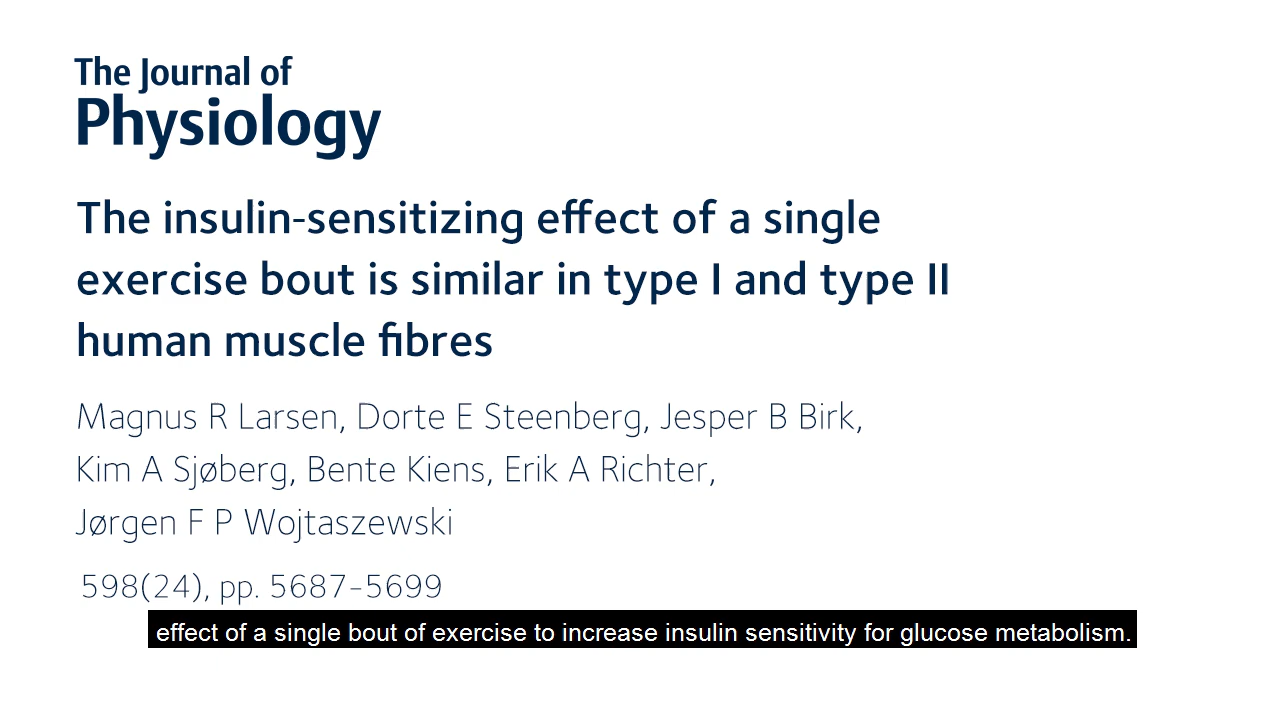 The Journal of
Physiology
The insulin-sensitizing effect of a single
exercise bout is similar in type I and type II
human muscle fibres
Magnus R Larsen, Dorte E Steenberg, Jesper B Birk,
Kim A Sjøberg, Bente Kiens, Erik A Richter,
Jørgen F P Wojtaszewski
598(24), pp. 5687–5699
effect of a single bout of exercise to increase insulin sensitivity for glucose metabolism.